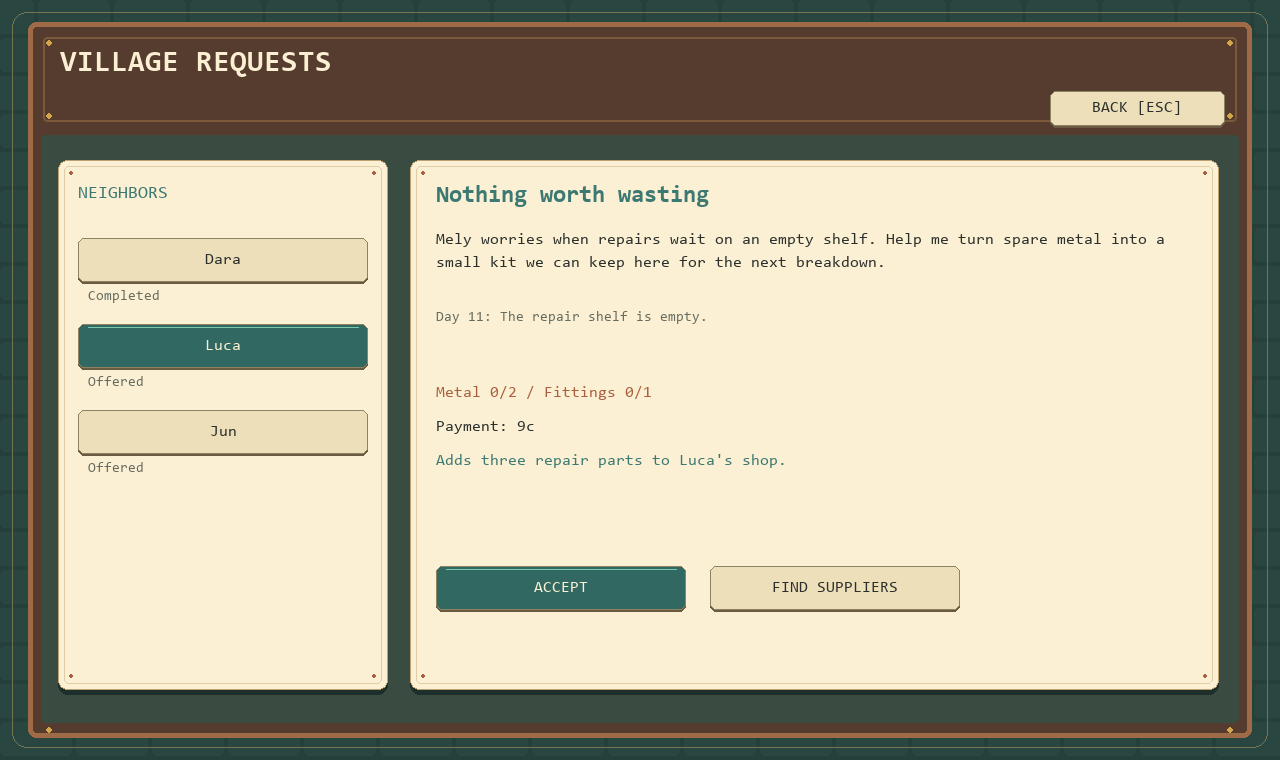 VILLAGE REQUESTS
BACK [ESC]
NEIGHBORS
Dara
Completed
Luca
Offered
Jun
Offered
Nothing worth wasting
Mely worries when repairs wait on an empty shelf. Help me turn spare metal into a
small kit we can keep here for the next breakdown.
Day 11: The repair shelf is empty.
Metal 0/2 / Fittings 0/1
Payment: 9c
Adds three repair parts to Luca's shop.
ACCEPT
FIND SUPPLIERS